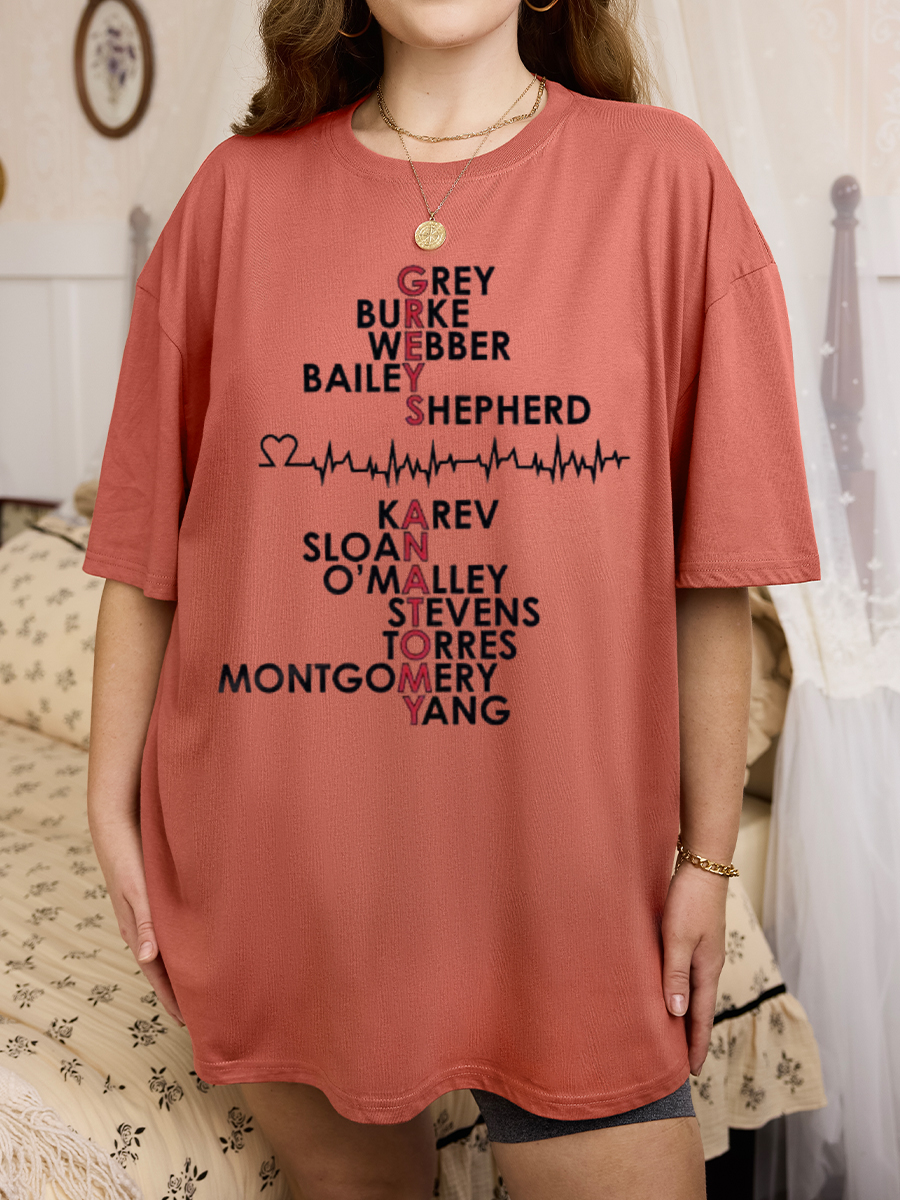 GREY
BURKE
WEBBER
BAILEY
SHEPHERD
KAREV
SLOAN
O'MALLEY
STEVENS
TORRES
MONTGOMERY
YANG